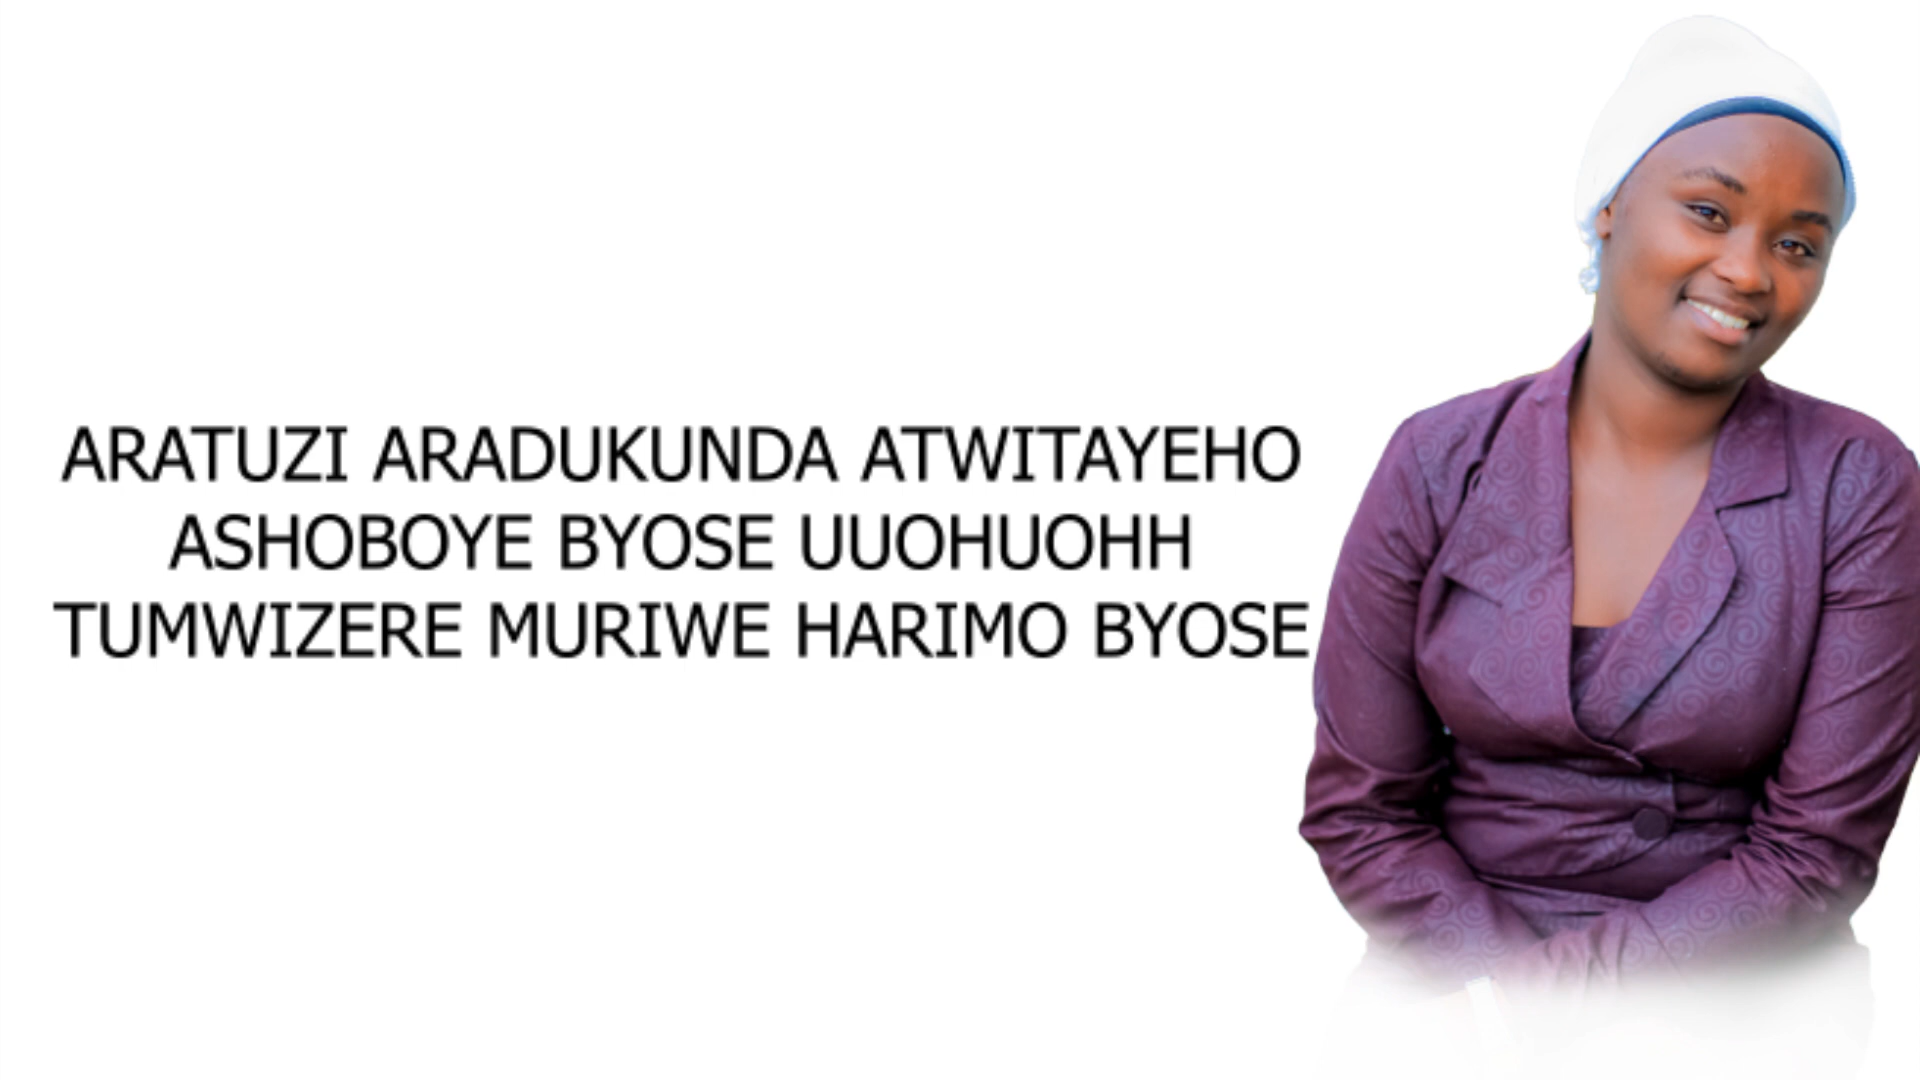 ARATUZI ARADUKUNDA ATWITAYEHO
ASHOBOYE BYOSE UUOHUOHH
TUMWIZERE MURIWE HARIMO BYOSE